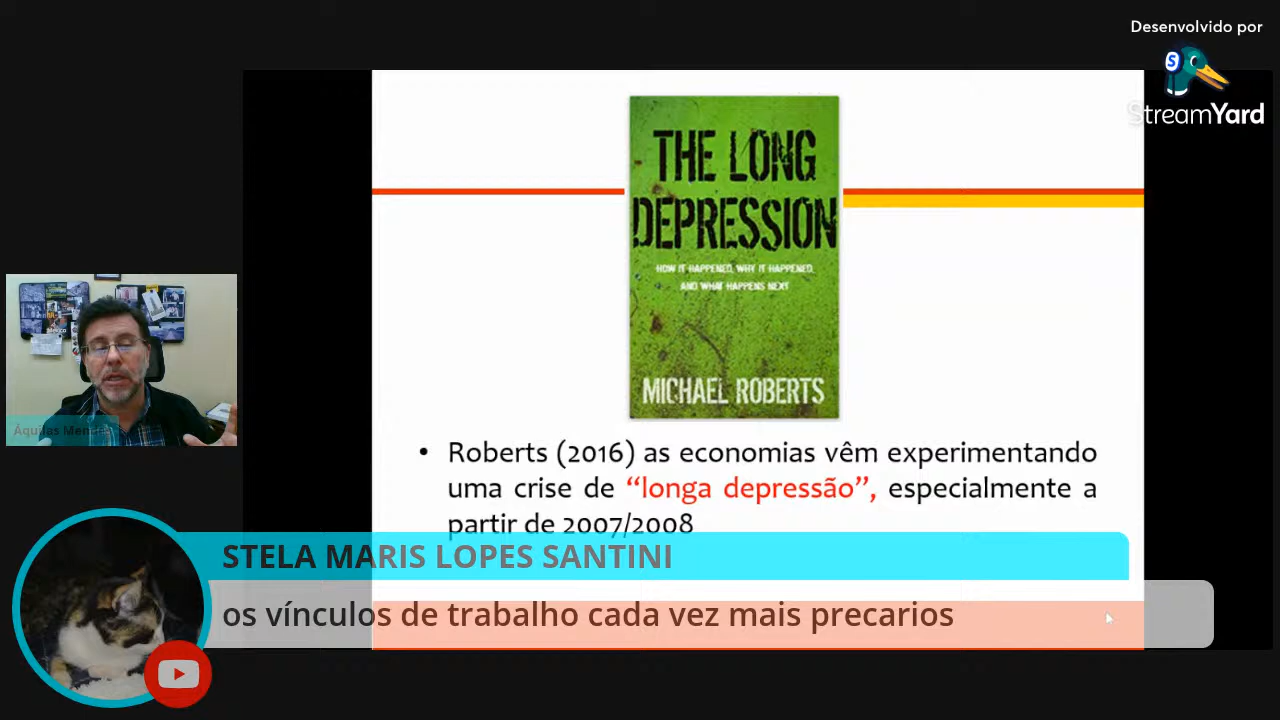 Desenvolvido por
StreamYard
THE LONG
DEPRESSION
HOW IT HAPPENED, WHY IT HAPPENED,
AND WHAT HAPPENS NEXT
MICHAEL ROBERTS
Áquilas Mendes
• Roberts (2016) as economias vêm experimentando
uma crise de “longa depressão”, especialmente a
partir de 2007/2008
STELA MARIS LOPES SANTINI
os vínculos de trabalho cada vez mais precarios